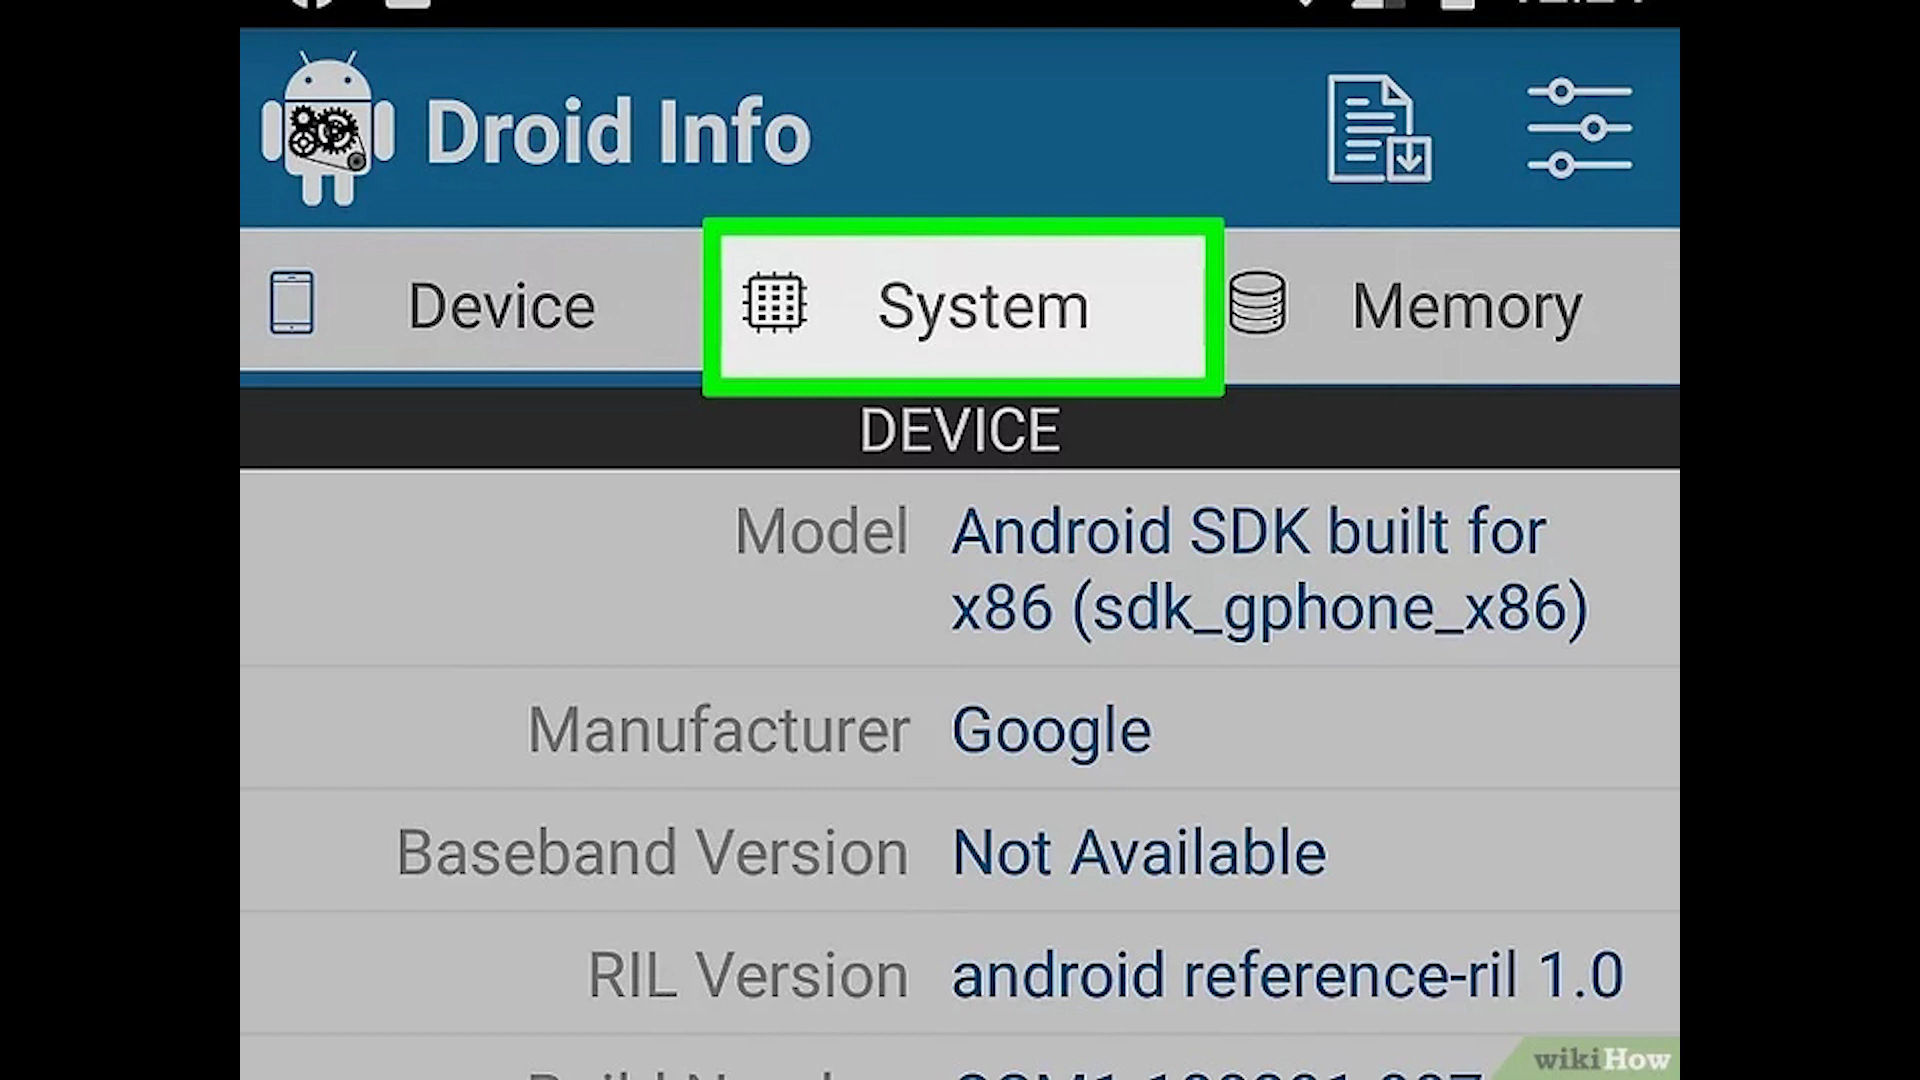 Droid Info
Device
System
Memory
DEVICE
Model
Android SDK built for
x86 (sdk_gphone_x86)
Manufacturer
Google
Baseband Version
Not Available
RIL Version
android reference-ril 1.0
wikiHow